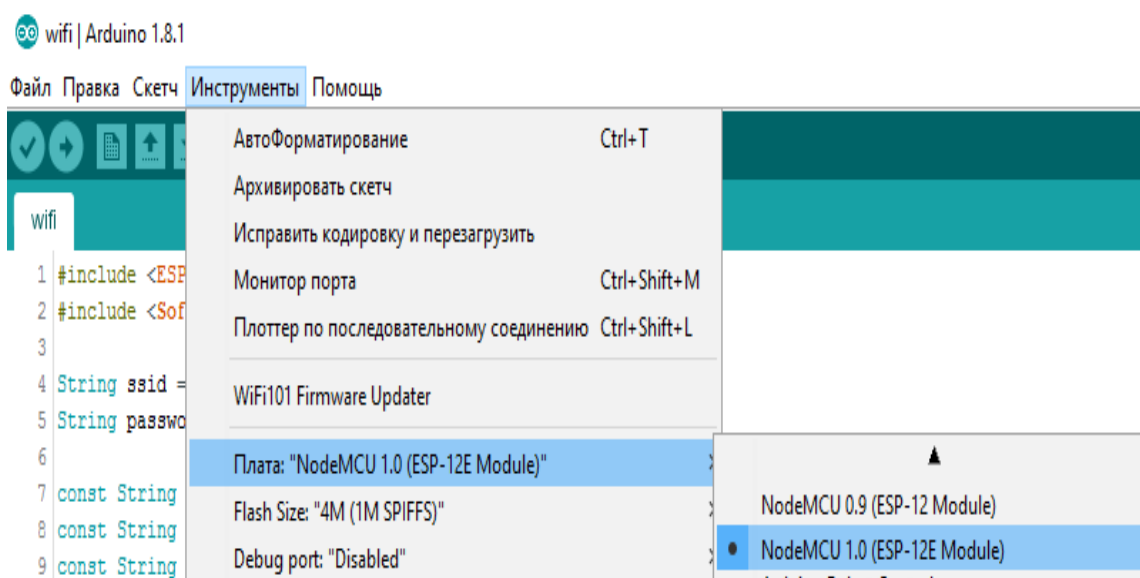 wifi | Arduino 1.8.1
Файл Правка Скетч Инструменты Помощь
АвтоФорматирование Ctrl+T
Архивировать скетч
Исправить кодировку и перезагрузить
Монитор порта Ctrl+Shift+M
Плоттер по последовательному соединению Ctrl+Shift+L
WiFi101 Firmware Updater
Плата: "NodeMCU 1.0 (ESP-12E Module)"
Flash Size: "4M (1M SPIFFS)"
Debug port: "Disabled"
NodeMCU 0.9 (ESP-12 Module)
NodeMCU 1.0 (ESP-12E Module)
wifi
1 #include <ESP
2 #include <Sof
3
4 String ssid =
5 String passwo
6
7 const String
8 const String
9 const String